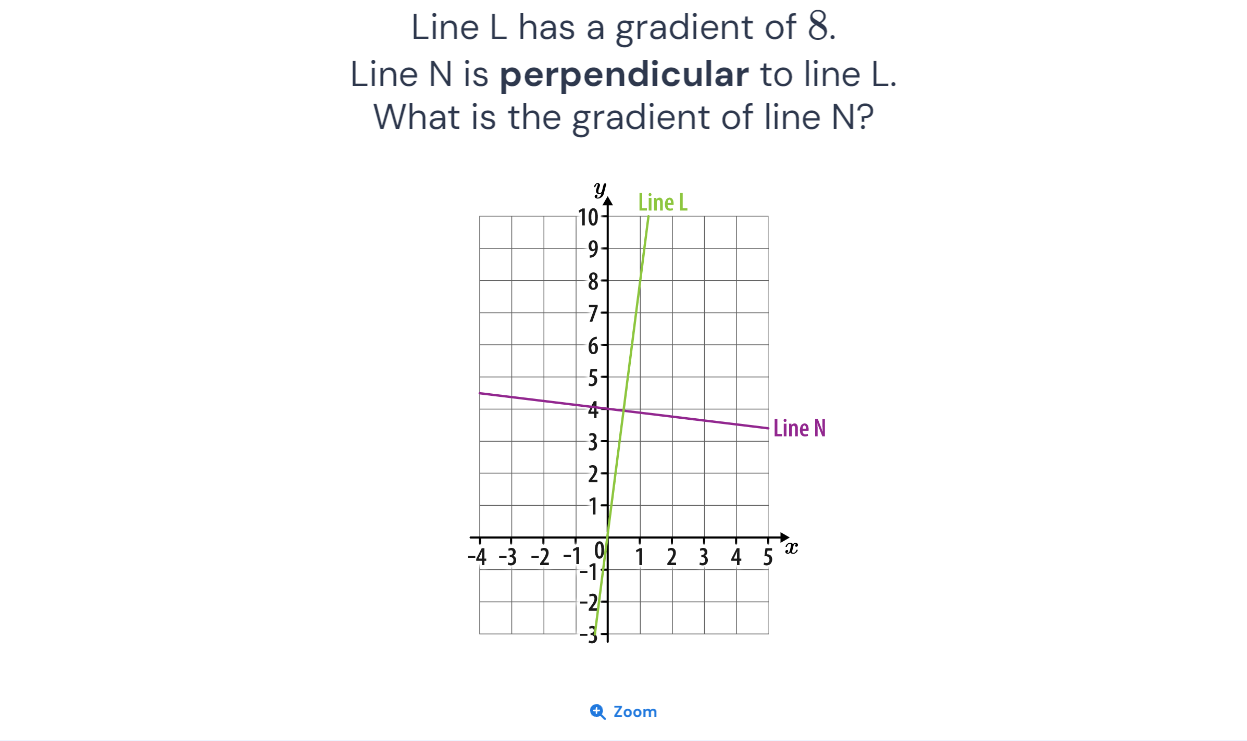 Line L has a gradient of 8.
Line N is perpendicular to line L.
What is the gradient of line N?
y
Line L
10
9
8
7
6
5
4
Line N
3
2
1
-4 -3 -2 -1 0 1 2 3 4 5 x
-1
-2
-3
Zoom